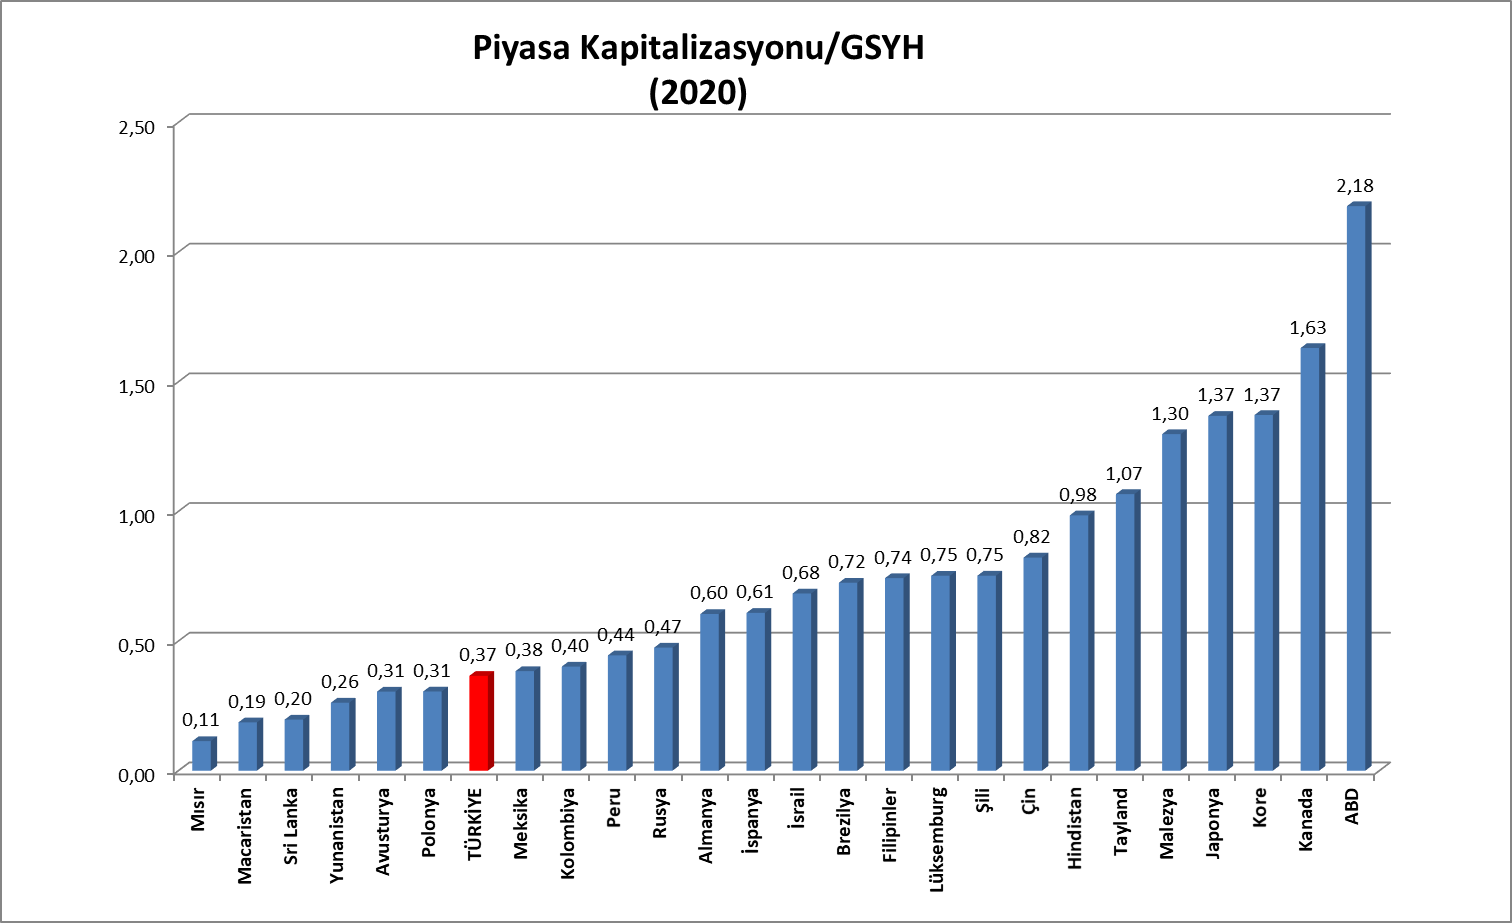 Piyasa Kapitalizasyonu/GSYH
(2020)
2,50
2,00
1,50
1,00
0,50
0,00
0,11
0,19
0,20
0,26
0,31
0,31
0,37
0,38
0,40
0,44
0,47
0,60
0,61
0,68
0,72
0,74
0,75
0,75
0,82
0,98
1,07
1,30
1,37
1,37
1,63
2,18
Mısır
Macaristan
Sri Lanka
Yunanistan
Avusturya
Polonya
TÜRKİYE
Meksika
Kolombiya
Peru
Rusya
Almanya
İspanya
İsrail
Brezilya
Filipinler
Lüksemburg
Şili
Çin
Hindistan
Tayland
Malezya
Japonya
Kore
Kanada
ABD